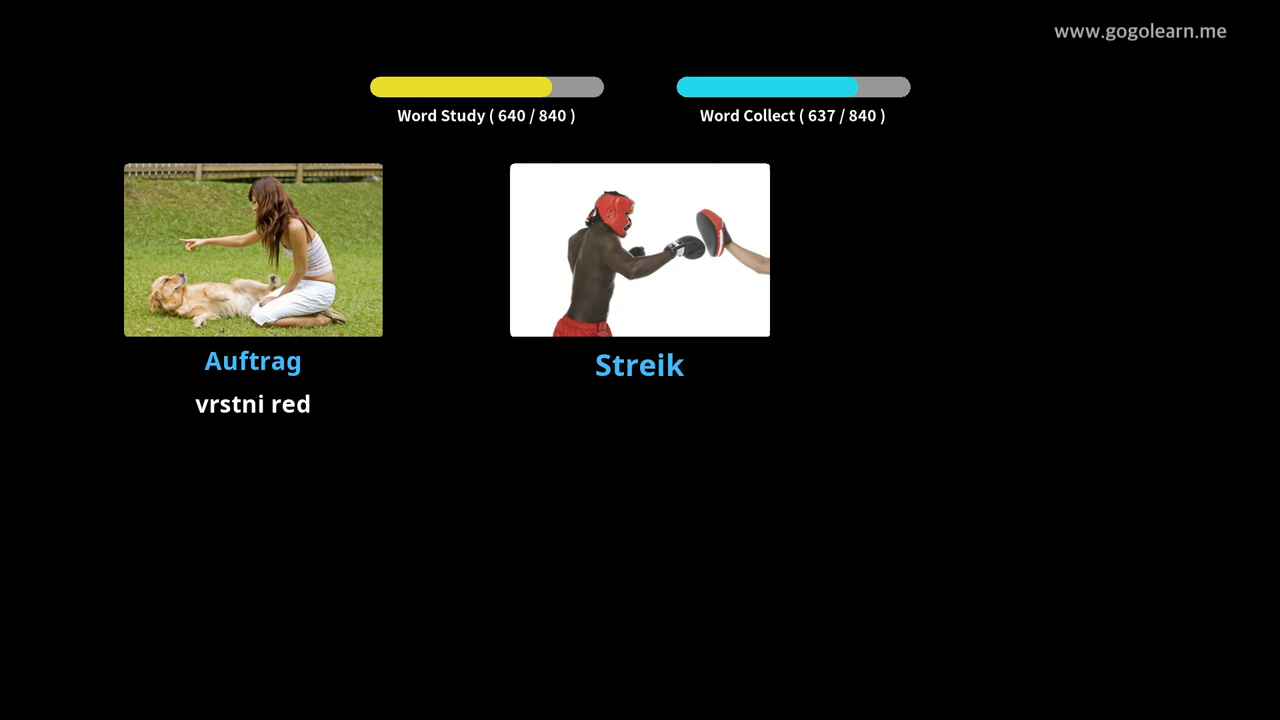 www.gogolearn.me
Word Study ( 640 / 840 )
Word Collect ( 637 / 840 )
Auftrag
vrstni red
Streik